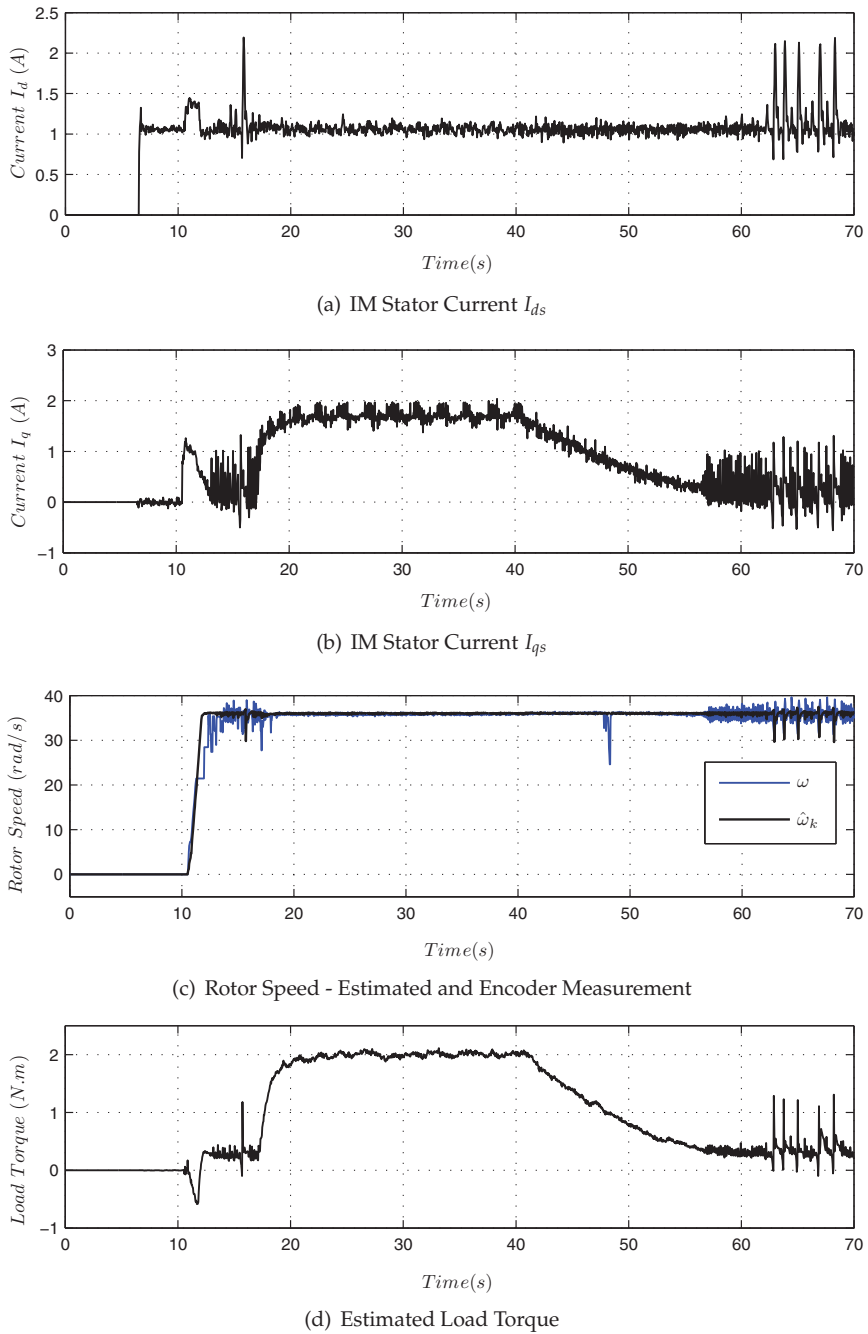 2.5
2
1.5
1
0.5
0
Current I_d (A)
0 10 20 30 40 50 60 70
Time(s)
(a) IM Stator Current I_ds
3
2
1
0
−1
Current I_q (A)
0 10 20 30 40 50 60 70
Time(s)
(b) IM Stator Current I_qs
40
30
20
10
0
Rotor Speed (rad/s)
ω
ω̂_k
0 10 20 30 40 50 60 70
Time(s)
(c) Rotor Speed - Estimated and Encoder Measurement
2
1
0
−1
Load Torque (N.m)
0 10 20 30 40 50 60 70
Time(s)
(d) Estimated Load Torque